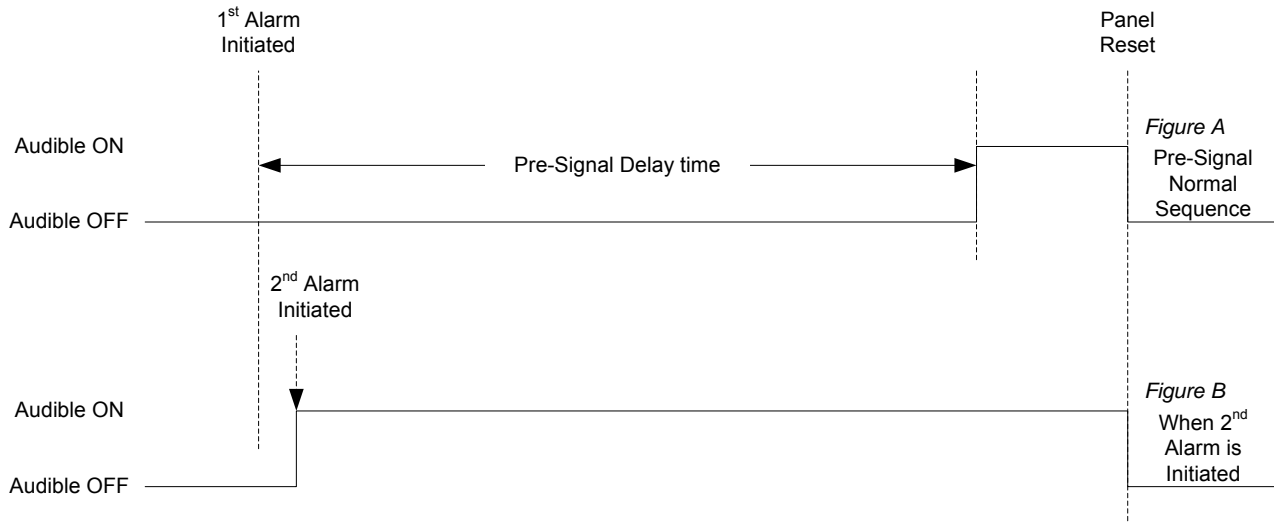 1st Alarm
Initiated
Panel
Reset
Audible ON
Pre-Signal Delay time
Figure A
Pre-Signal
Normal
Sequence
Audible OFF
2nd Alarm
Initiated
Audible ON
Figure B
When 2nd
Alarm is
Initiated
Audible OFF